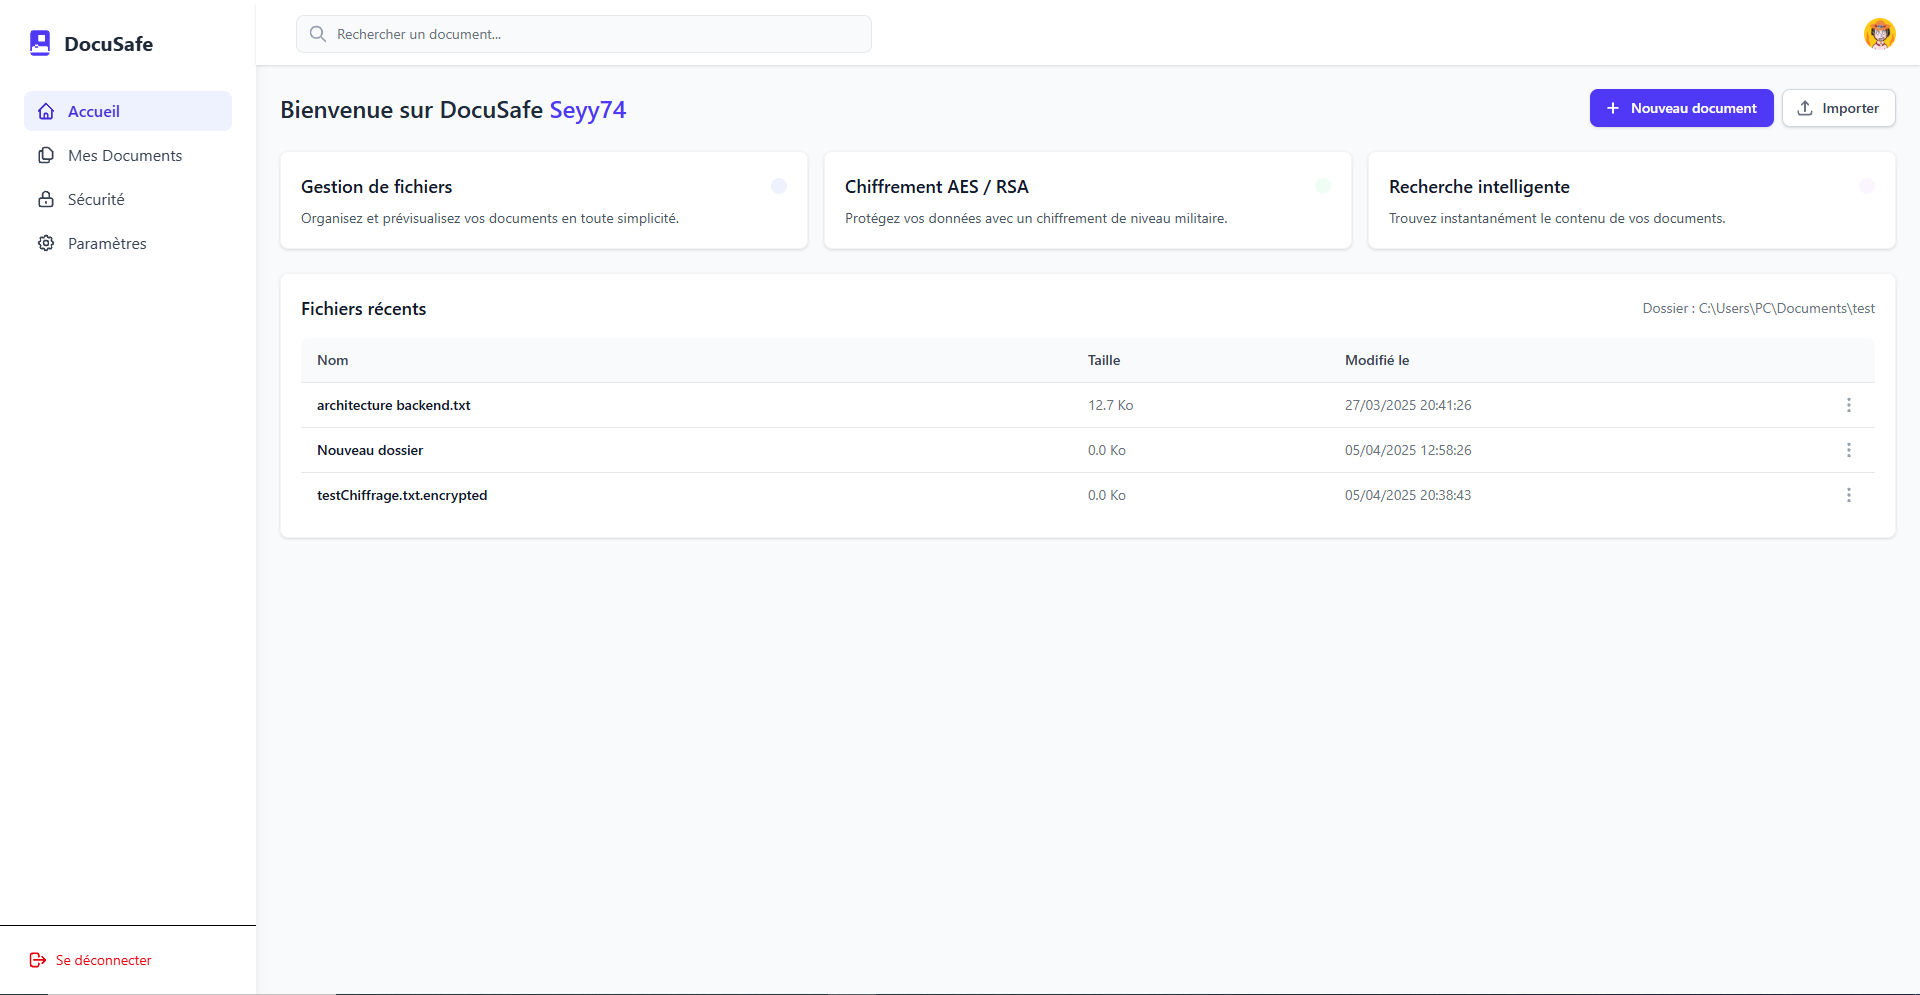 DocuSafe
Rechercher un document...
Accueil
Mes Documents
Sécurité
Paramètres
Bienvenue sur DocuSafe Seyy74
Nouveau document
Importer
Gestion de fichiers
Organisez et prévisualisez vos documents en toute simplicité.
Chiffrement AES / RSA
Protégez vos données avec un chiffrement de niveau militaire.
Recherche intelligente
Trouvez instantanément le contenu de vos documents.
Fichiers récents
Dossier : C:\Users\PC\Documents\test
Nom Taille Modifié le
architecture backend.txt 12.7 Ko 27/03/2025 20:41:26
Nouveau dossier 0.0 Ko 05/04/2025 12:58:26
testChiffrage.txt.encrypted 0.0 Ko 05/04/2025 20:38:43
Se déconnecter